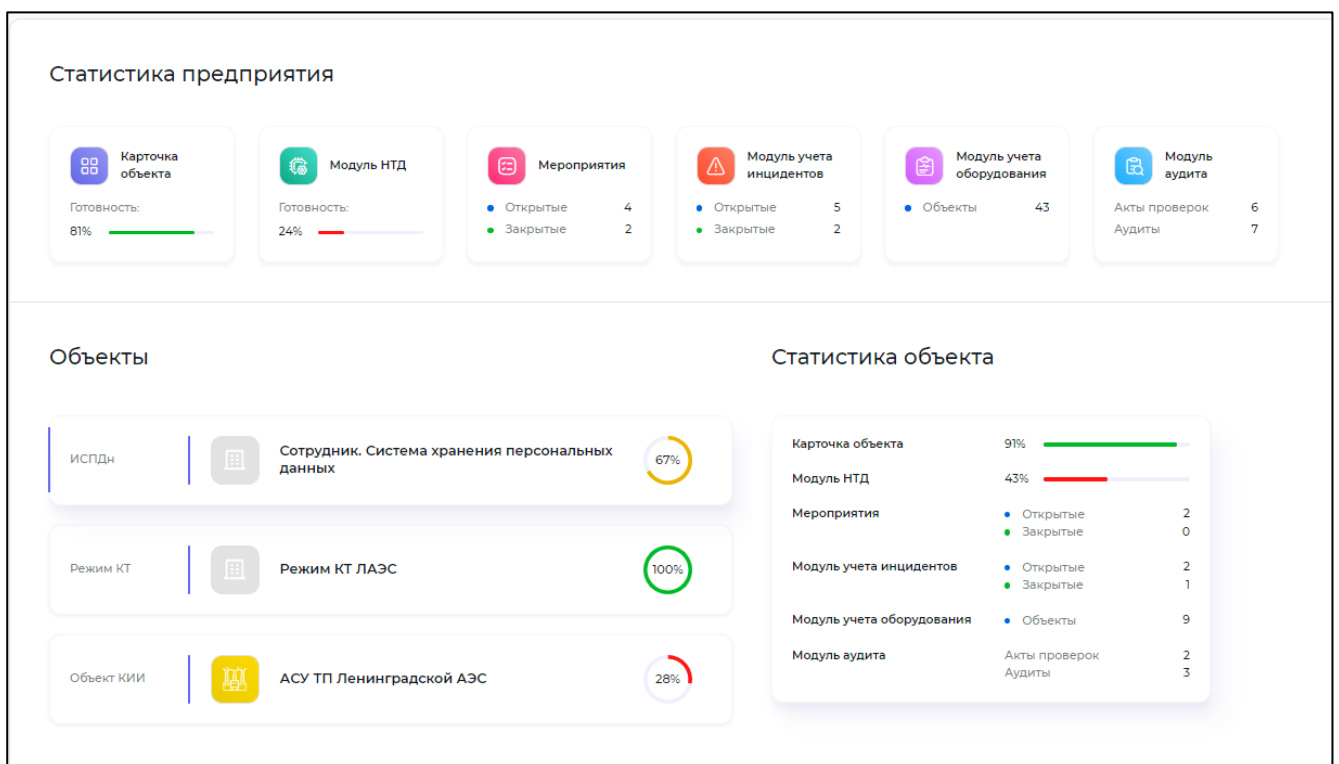 Статистика предприятия
Карточка
объекта
Готовность:
81%
Модуль НТД
Готовность:
24%
Мероприятия
Открытые 4
Закрытые 2
Модуль учета
инцидентов
Открытые 5
Закрытые 2
Модуль учета
оборудования
Объекты 43
Модуль
аудита
Акты проверок 6
Аудиты 7
Объекты
ИСПДн
Сотрудник. Система хранения персональных
данных
67%
Режим КТ
Режим КТ ЛАЭС
100%
Объект КИИ
АСУ ТП Ленинградской АЭС
28%
Статистика объекта
Карточка объекта 91%
Модуль НТД 43%
Мероприятия Открытые 2
Закрытые 0
Модуль учета инцидентов Открытые 2
Закрытые 1
Модуль учета оборудования Объекты 9
Модуль аудита Акты проверок 2
Аудиты 3